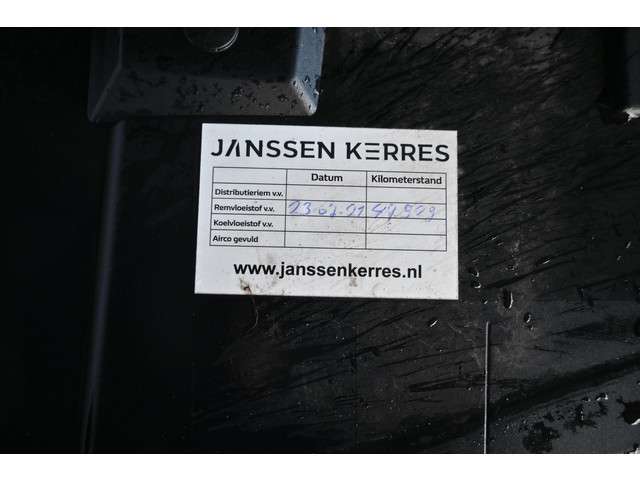 JANSSEN KERRES
Datum Kilometerstand
Distributieriem v.v.
Remvloeistof v.v.
Koelvloeistof v.v.
Airco gevuld
www.janssenkerres.nl